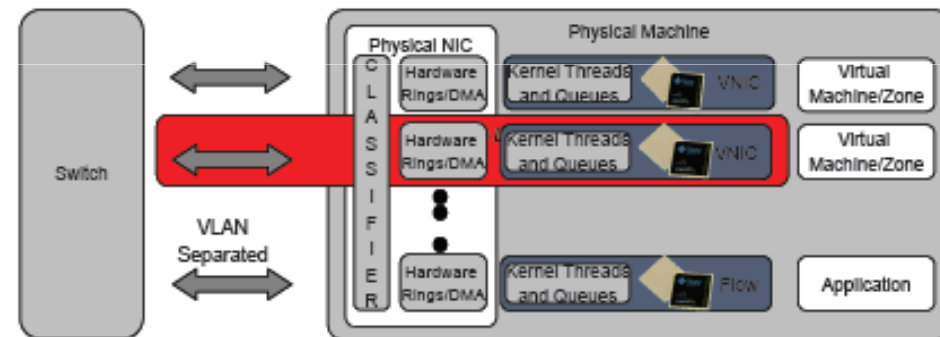 Physical Machine
Physical NIC
Switch
VLAN
Separated
C
L
A
S
S
I
F
I
E
R
Hardware
Rings/DMA
Kernel Threads
and Queues
VNIC
Virtual
Machine/Zone
Hardware
Rings/DMA
Kernel Threads
and Queues
VNIC
Virtual
Machine/Zone
Hardware
Rings/DMA
Kernel Threads
and Queues
Flow
Application